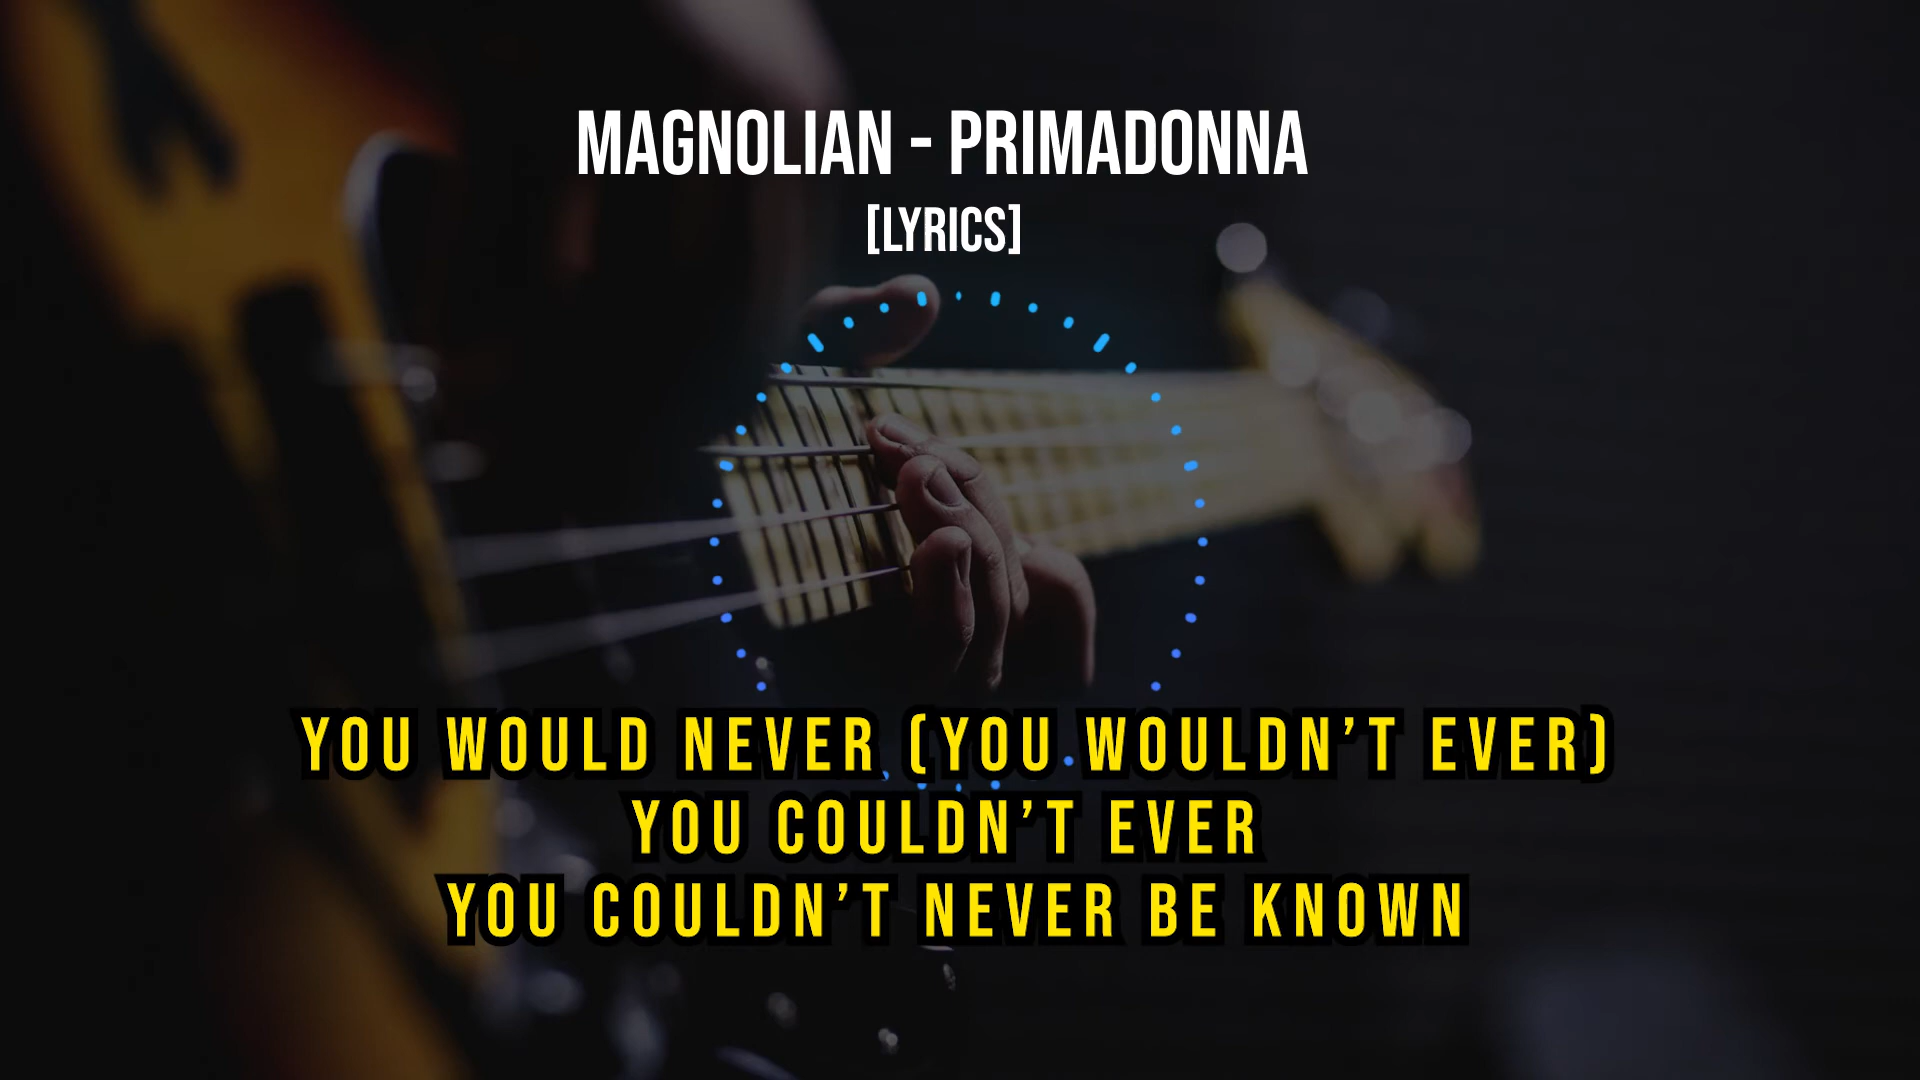 MAGNOLIAN - PRIMADONNA
[LYRICS]
YOU WOULD NEVER (YOU WOULDN'T EVER)
YOU COULDN'T EVER
YOU COULDN'T NEVER BE KNOWN